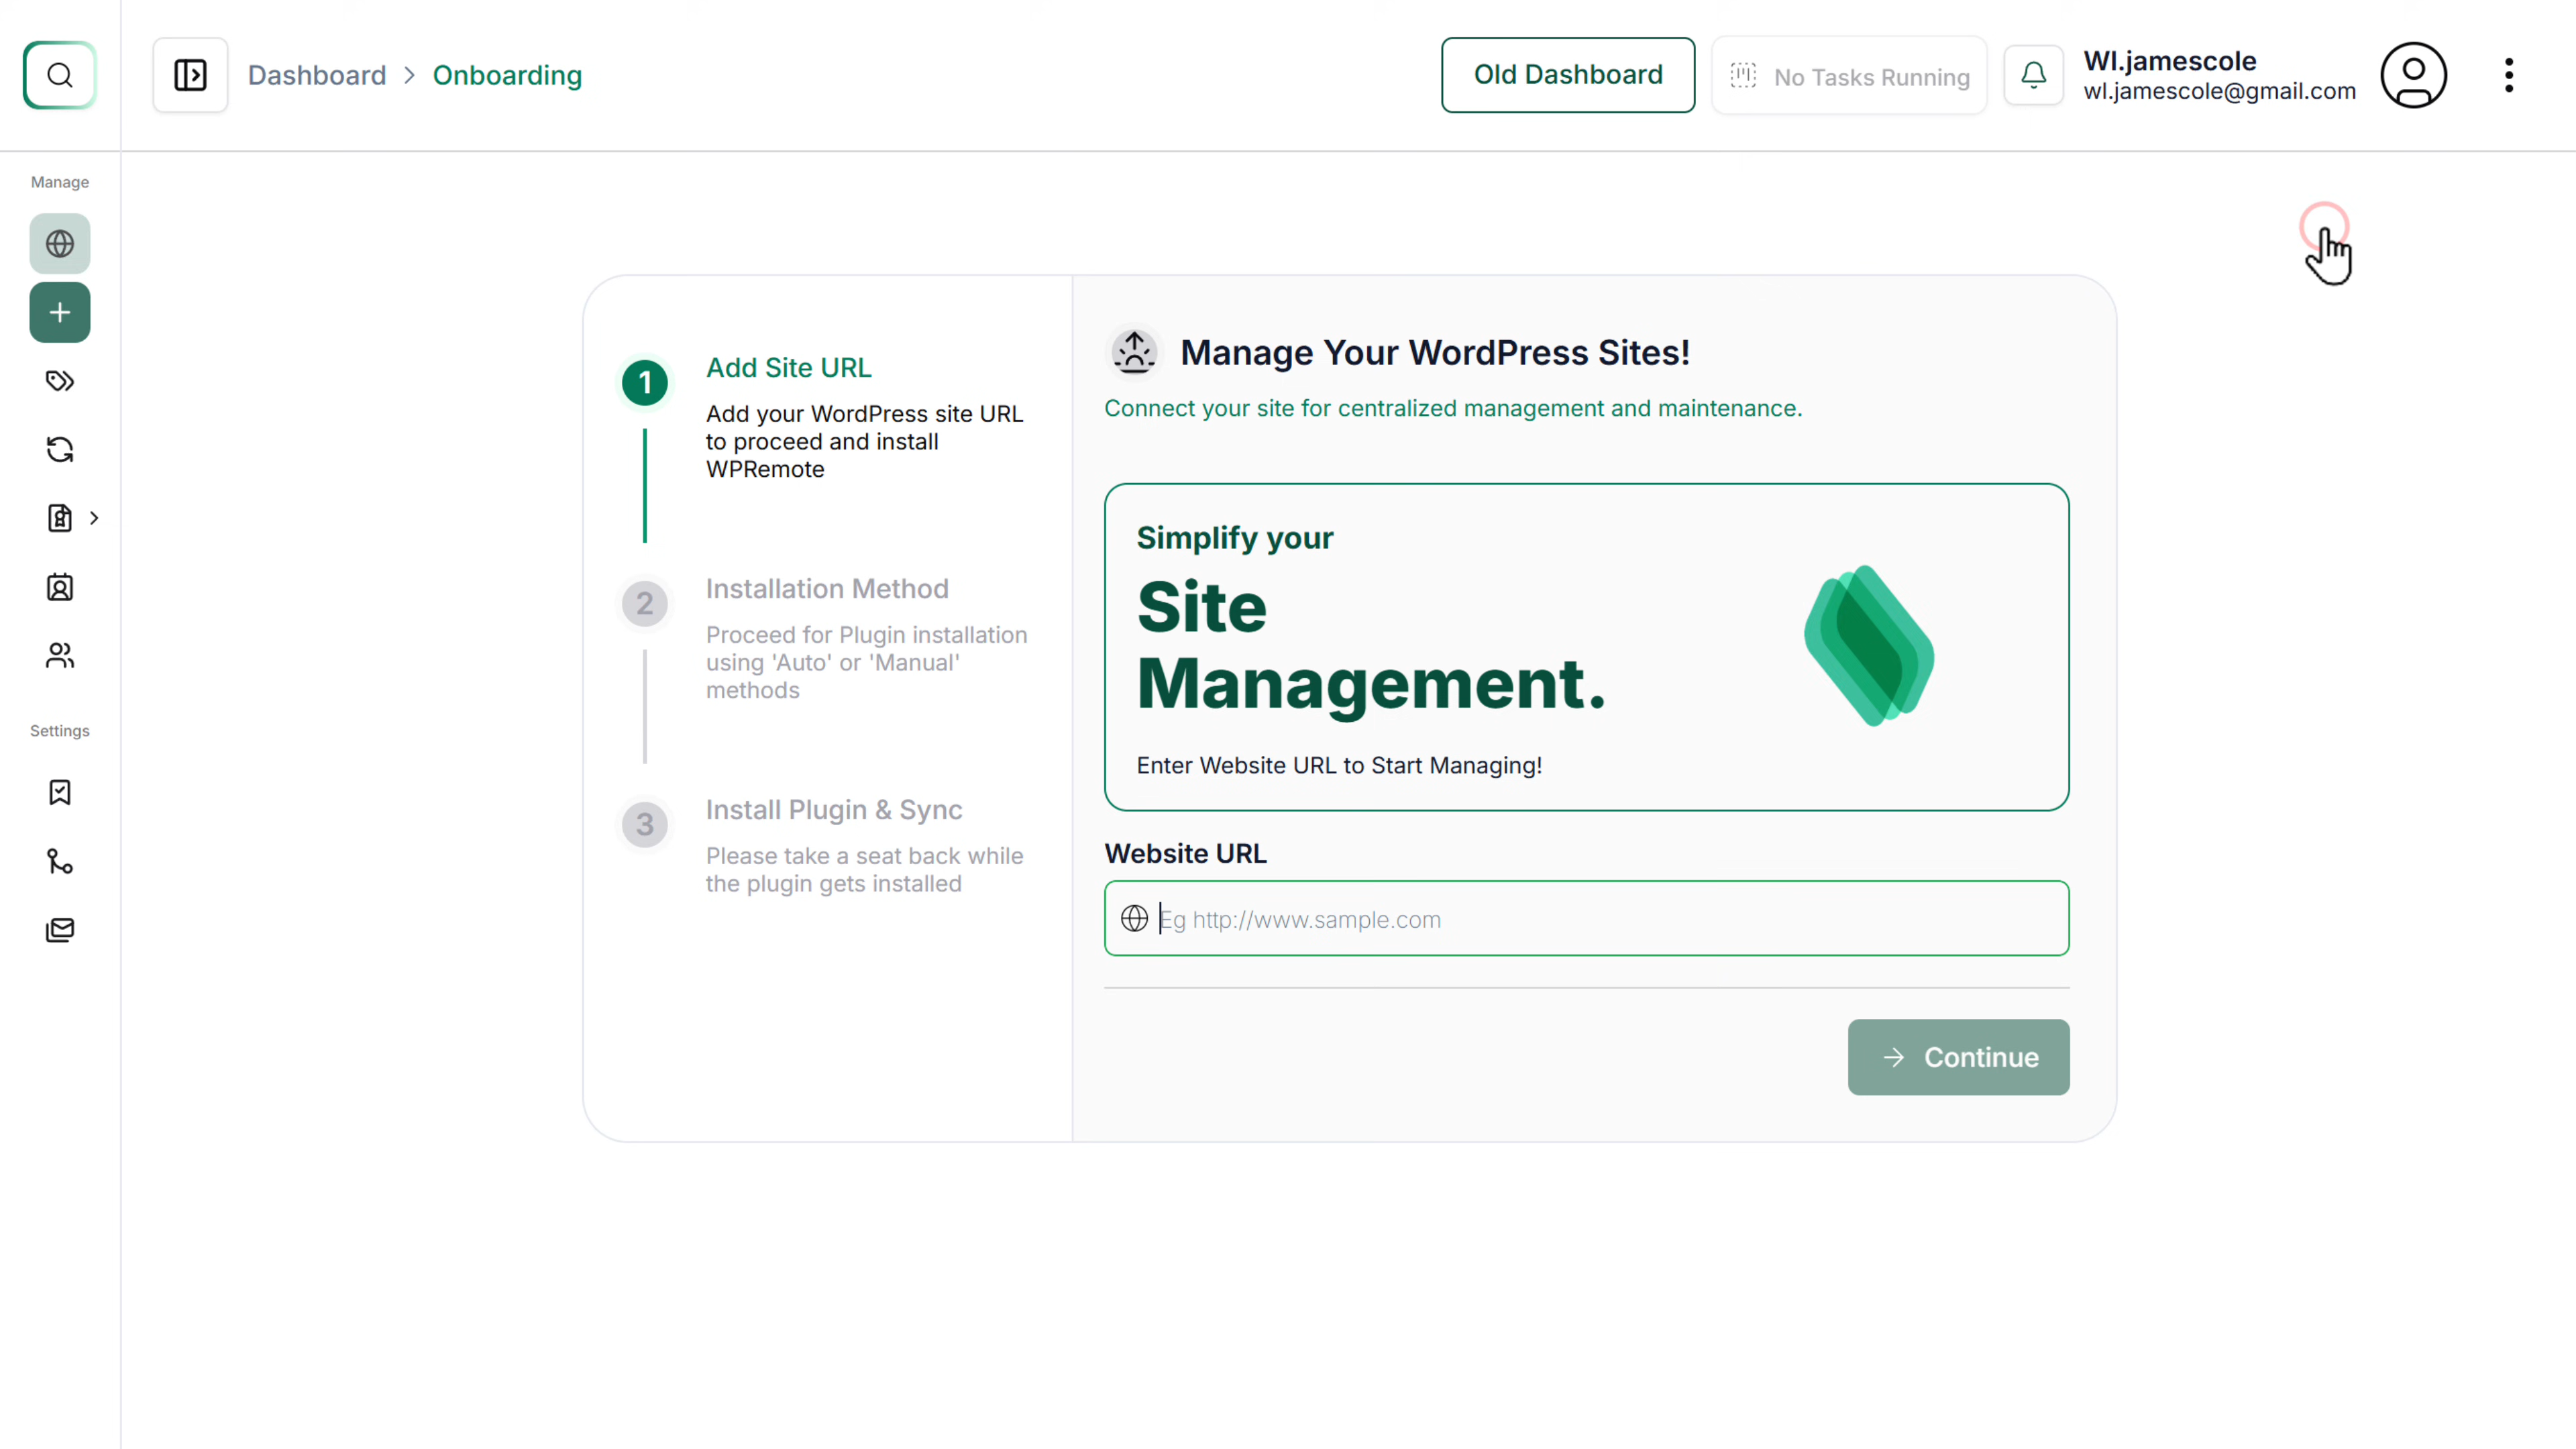 Dashboard > Onboarding
Old Dashboard
No Tasks Running
Wl.jamescole
wl.jamescole@gmail.com
Manage
Settings
1
Add Site URL
Add your WordPress site URL
to proceed and install
WPRemote
2
Installation Method
Proceed for Plugin installation
using 'Auto' or 'Manual'
methods
3
Install Plugin & Sync
Please take a seat back while
the plugin gets installed
Manage Your WordPress Sites!
Connect your site for centralized management and maintenance.
Simplify your
Site
Management.
Enter Website URL to Start Managing!
Website URL
Eg http://www.sample.com
Continue